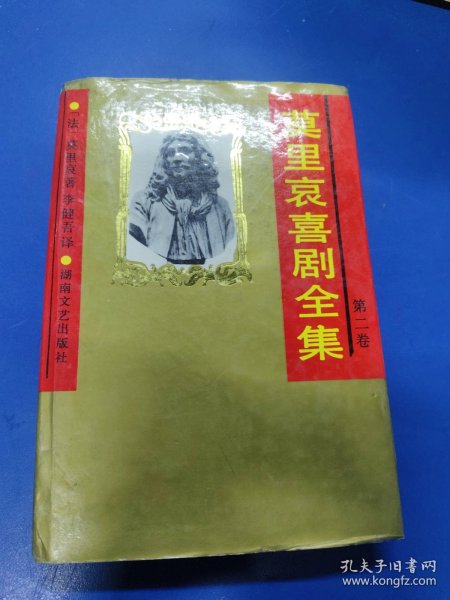 莫里哀喜剧全集
第二卷
[法]莫里哀著 李健吾译 湖南文艺出版社
孔夫子旧书网
www.kongfz.com